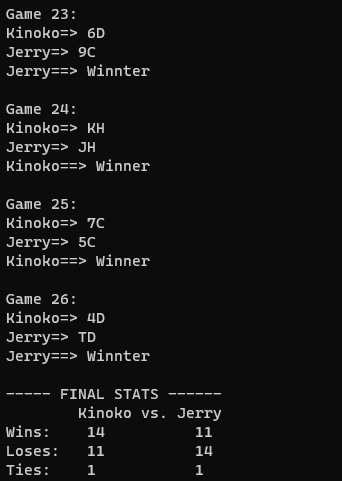 Game 23:
Kinoko=> 6D
Jerry=> 9C
Jerry==> Winnter
Game 24:
Kinoko=> KH
Jerry=> JH
Kinoko==> Winner
Game 25:
Kinoko=> 7C
Jerry=> 5C
Kinoko==> Winner
Game 26:
Kinoko=> 4D
Jerry=> TD
Jerry==> Winnter
----- FINAL STATS ------
Kinoko vs. Jerry
Wins: 14 11
Loses: 11 14
Ties: 1 1